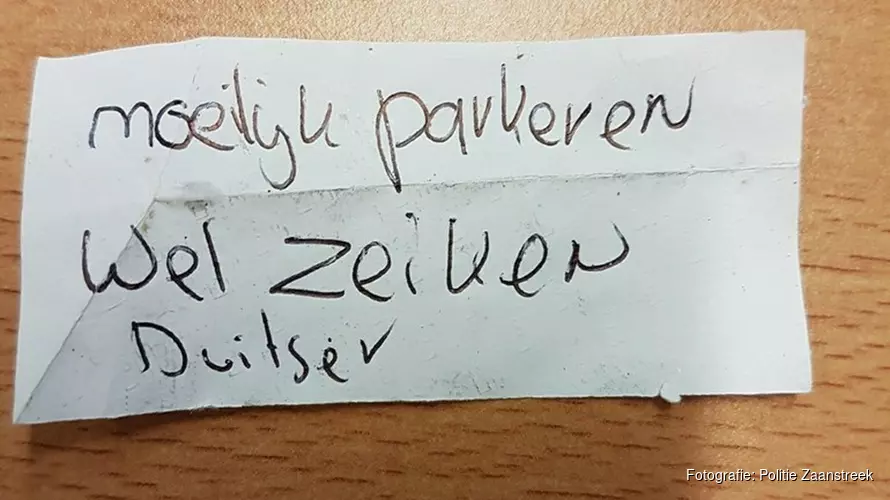 moeilijk parkeren
Wel zeiken
Duitser
Fotografie: Politie Zaanstreek